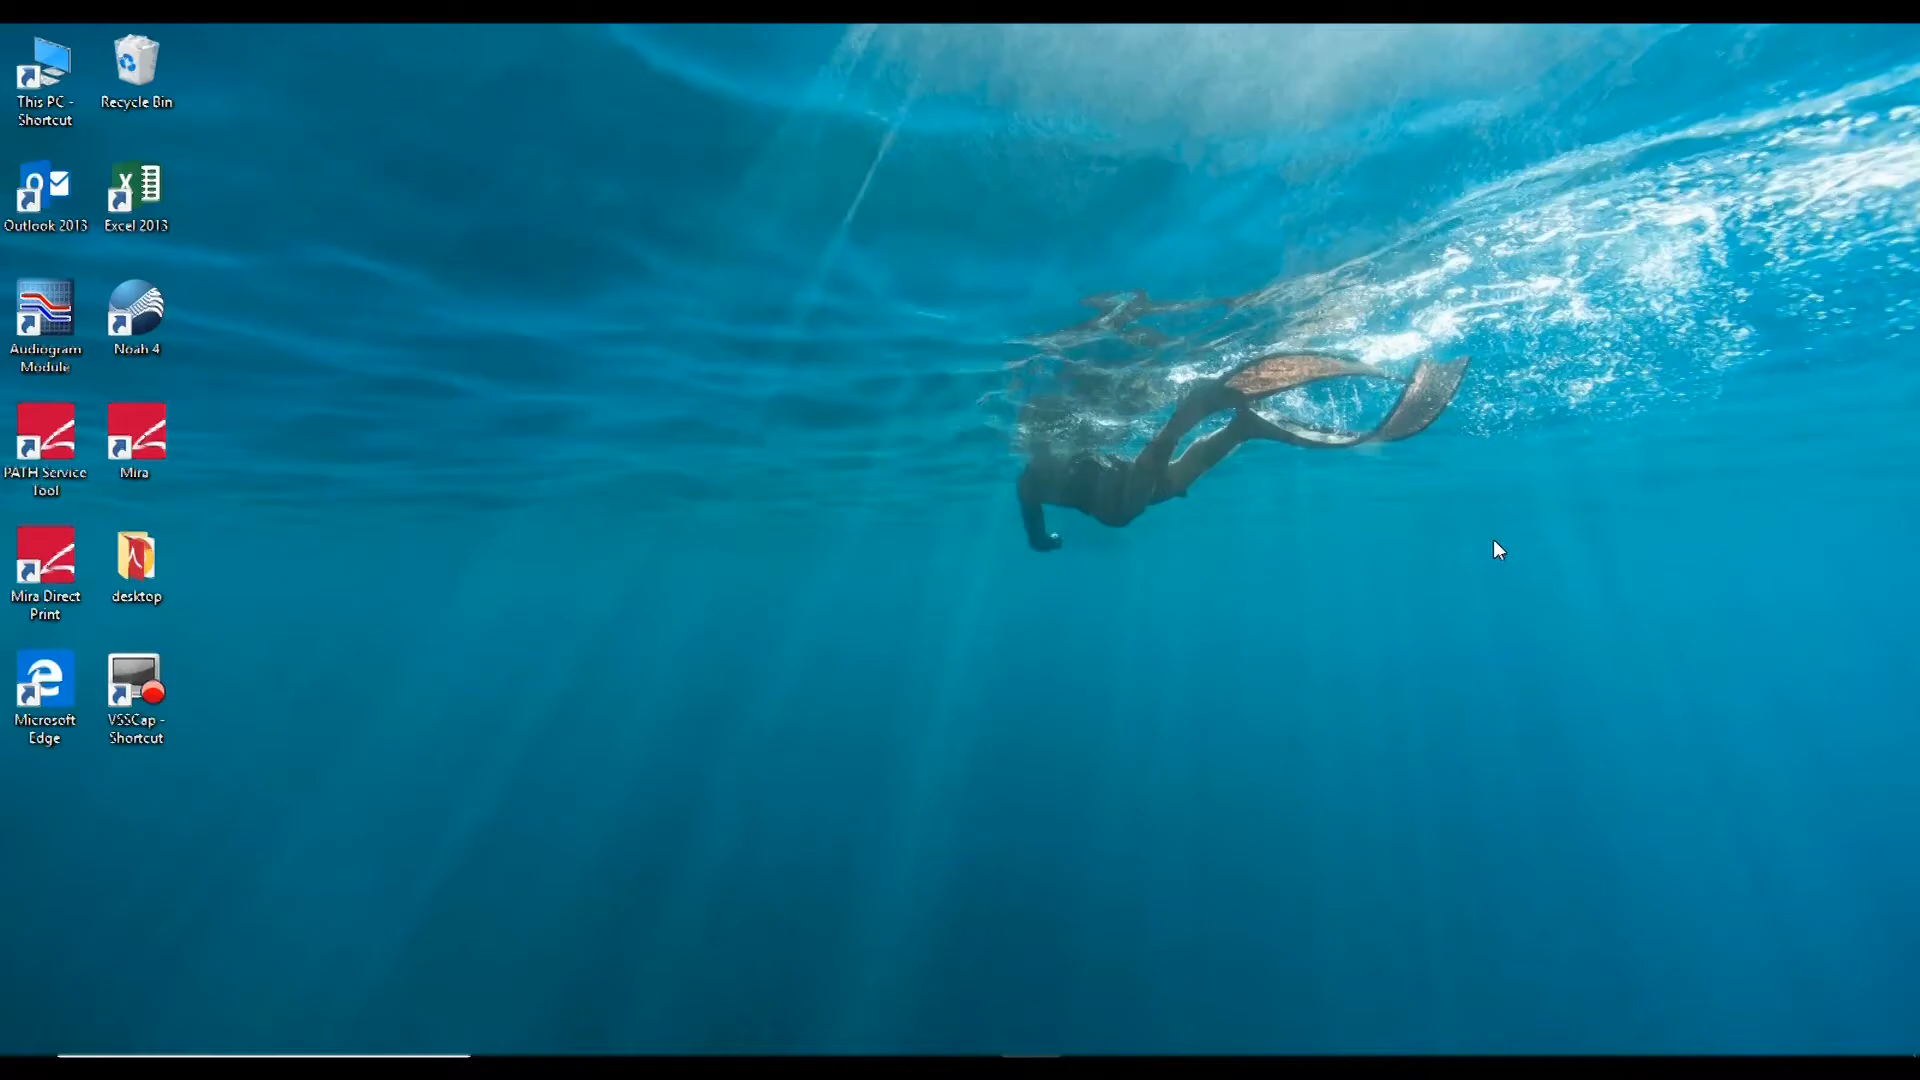 This PC -
Shortcut
Recycle Bin
Outlook 2013
Excel 2013
Audiogram
Module
Noah 4
PATH Service
Tool
Mira
Mira Direct
Print
desktop
Microsoft
Edge
VSSCap -
Shortcut